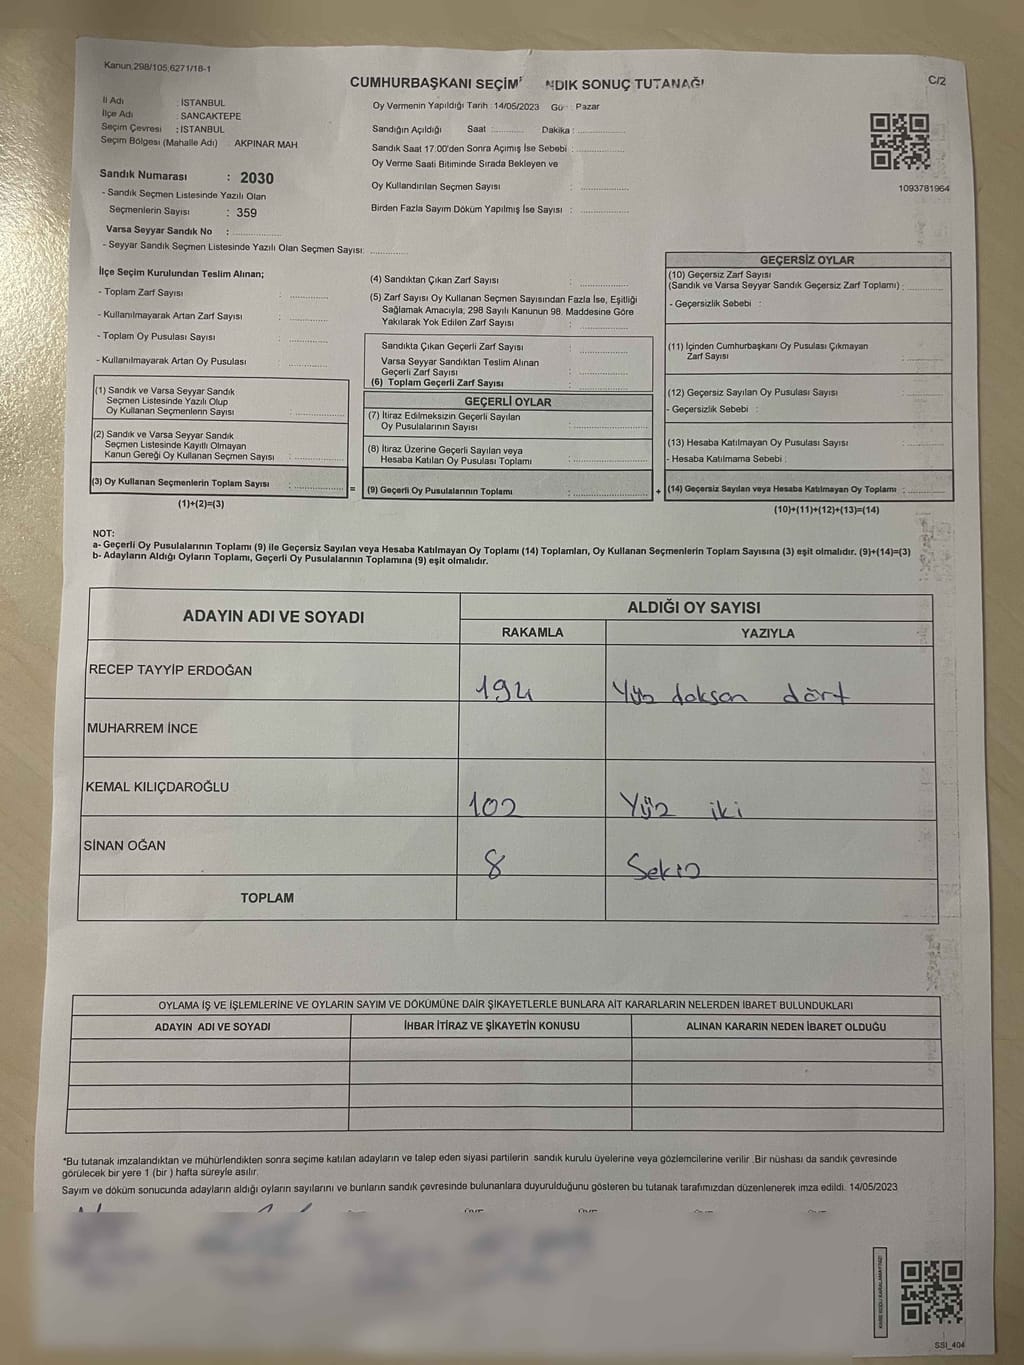 Kanun 298/105,6271/18-1
CUMHURBAŞKANI SEÇİM NDIK SONUÇ TUTANAĞI
C/2
İl Adı : İSTANBUL
İlçe Adı : SANCAKTEPE
Seçim Çevresi : İSTANBUL
Seçim Bölgesi (Mahalle Adı) : AKPINAR MAH
Sandık Numarası : 2030
- Sandık Seçmen Listesinde Yazılı Olan
Seçmenlerin Sayısı : 359
Varsa Seyyar Sandık No : ..............
- Seyyar Sandık Seçmen Listesinde Yazılı Olan Seçmen Sayısı: ..............
Oy Vermenin Yapıldığı Tarih : 14/05/2023 Gü : Pazar
Sandığın Açıldığı Saat :........... Dakika : ..............
Sandık Saat 17:00'den Sonra Açımış İse Sebebi : ..............
Oy Verme Saati Bitiminde Sırada Bekleyen ve
Oy Kullandırılan Seçmen Sayısı : ..............
Birden Fazla Sayım Döküm Yapılmış İse Sayısı : ..............
1093781964
İlçe Seçim Kurulundan Teslim Alınan;
- Toplam Zarf Sayısı : ..............
- Kullanılmayarak Artan Zarf Sayısı : ..............
- Toplam Oy Pusulası Sayısı : ..............
- Kullanılmayarak Artan Oy Pusulası ..............
(1) Sandık ve Varsa Seyyar Sandık
Seçmen Listesinde Yazılı Olup
Oy Kullanan Seçmenlerin Sayısı : ..............
(2) Sandık ve Varsa Seyyar Sandık
Seçmen Listesinde Kayıtlı Olmayan
Kanun Gereği Oy Kullanan Seçmen Sayısı : ..............
(3) Oy Kullanan Seçmenlerin Toplam Sayısı : ..............
(1)+(2)=(3)
(4) Sandıktan Çıkan Zarf Sayısı : ..............
(5) Zarf Sayısı Oy Kullanan Seçmen Sayısından Fazla İse, Eşitliği
Sağlamak Amacıyla; 298 Sayılı Kanunun 98. Maddesine Göre
Yakılarak Yok Edilen Zarf Sayısı : ..............
Sandıkta Çıkan Geçerli Zarf Sayısı : ..............
Varsa Seyyar Sandıktan Teslim Alınan
Geçerli Zarf Sayısı : ..............
(6) Toplam Geçerli Zarf Sayısı : ..............
GEÇERLİ OYLAR
(7) İtiraz Edilmeksizin Geçerli Sayılan
Oy Pusulalarının Sayısı : ..............
(8) İtiraz Üzerine Geçerli Sayılan veya
Hesaba Katılan Oy Pusulası Toplamı : ..............
= (9) Geçerli Oy Pusulalarının Toplamı : ..............
GEÇERSİZ OYLAR
(10) Geçersiz Zarf Sayısı
(Sandık ve Varsa Seyyar Sandık Geçersiz Zarf Toplamı) : ..............
- Geçersizlik Sebebi :
(11) İçinden Cumhurbaşkanı Oy Pusulası Çıkmayan
Zarf Sayısı : ..............
(12) Geçersiz Sayılan Oy Pusulası Sayısı : ..............
- Geçersizlik Sebebi :
(13) Hesaba Katılmayan Oy Pusulası Sayısı : ..............
- Hesaba Katılmama Sebebi :
+ (14) Geçersiz Sayılan veya Hesaba Katılmayan Oy Toplamı : ..............
(10)+(11)+(12)+(13)=(14)
NOT:
a- Geçerli Oy Pusulalarının Toplamı (9) ile Geçersiz Sayılan veya Hesaba Katılmayan Oy Toplamı (14) Toplamları, Oy Kullanan Seçmenlerin Toplam Sayısına (3) eşit olmalıdır. (9)+(14)=(3)
b- Adayların Aldığı Oyların Toplamı, Geçerli Oy Pusulalarının Toplamına (9) eşit olmalıdır.
ADAYIN ADI VE SOYADI
ALDIĞI OY SAYISI
RAKAMLA YAZIYLA
RECEP TAYYİP ERDOĞAN 194 Yüz doksan dört
MUHARREM İNCE
KEMAL KILIÇDAROĞLU 102 Yüz iki
SİNAN OĞAN 8 Sekiz
TOPLAM
OYLAMA İŞ VE İŞLEMLERİNE VE OYLARIN SAYIM VE DÖKÜMÜNE DAİR ŞİKAYETLERLE BUNLARA AİT KARARLARIN NELERDEN İBARET BULUNDUKLARI
ADAYIN ADI VE SOYADI İHBAR İTİRAZ VE ŞİKAYETİN KONUSU ALINAN KARARIN NEDEN İBARET OLDUĞU
*Bu tutanak imzalandıktan ve mühürlendikten sonra seçime katılan adayların ve talep eden siyasi partilerin sandık kurulu üyelerine veya gözlemcilerine verilir .Bir nüshası da sandık çevresinde
görülecek bir yere 1 (bir ) hafta süreyle asılır.
Sayım ve döküm sonucunda adayların aldığı oyların sayılarını ve bunların sandık çevresinde bulunanlara duyurulduğunu gösteren bu tutanak tarafımızdan düzenlenerek imza edildi. 14/05/2023
SSI_404